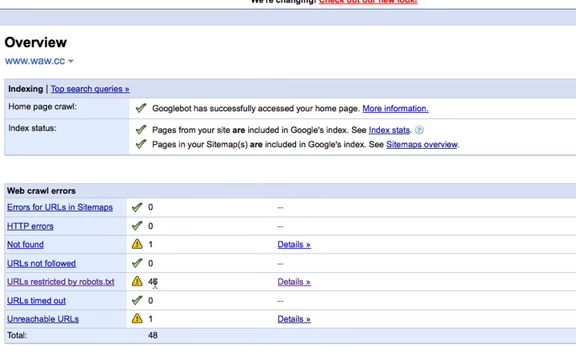 We're changing! Check out our new look!
Overview
www.waw.cc
Indexing | Top search queries »
Home page crawl: Googlebot has successfully accessed your home page. More information.
Index status: Pages from your site are included in Google's index. See Index stats.
Pages in your Sitemap(s) are included in Google's index. See Sitemaps overview.
Web crawl errors
Errors for URLs in Sitemaps 0 --
HTTP errors 0 --
Not found 1 Details »
URLs not followed 0 --
URLs restricted by robots.txt 46 Details »
URLs timed out 0 --
Unreachable URLs 1 Details »
Total: 48